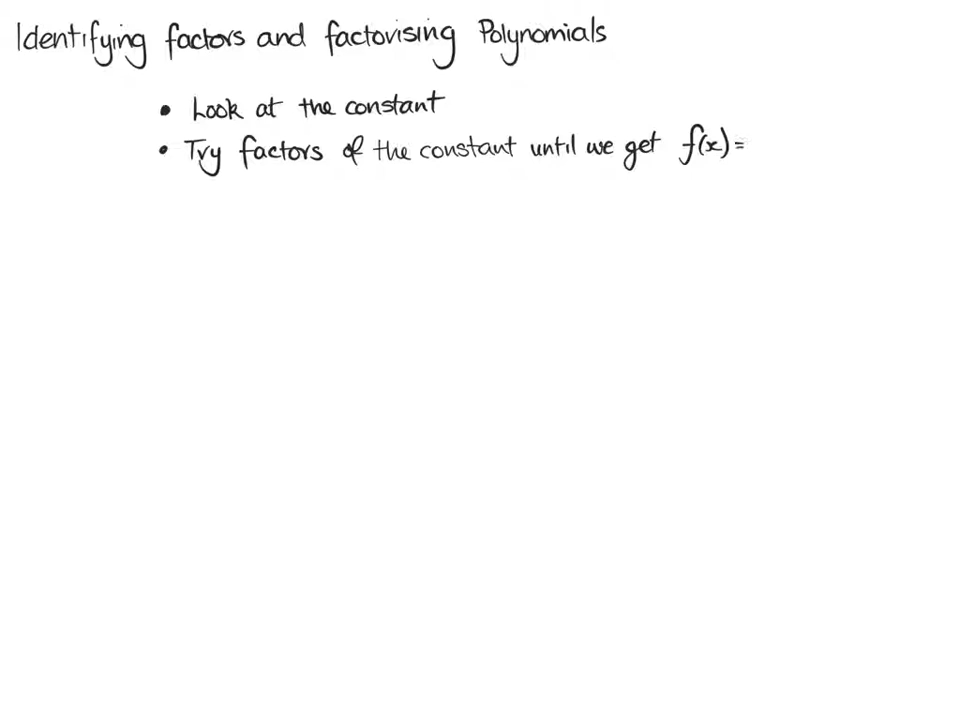 Identifying factors and factorising Polynomials
• Look at the constant
• Try factors of the constant until we get f(x)=